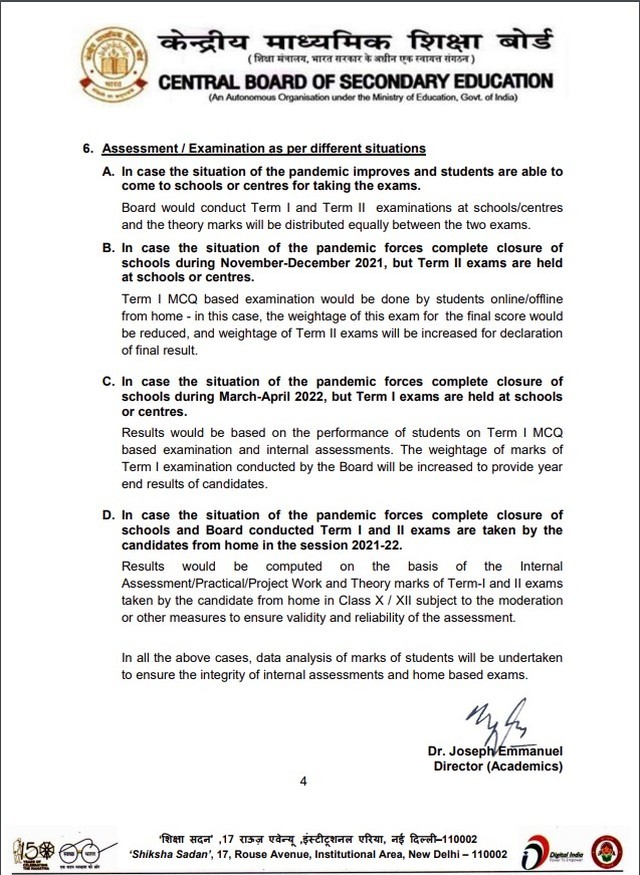 केन्द्रीय माध्यमिक शिक्षा बोर्ड
(शिक्षा मंत्रालय, भारत सरकार के अधीन एक स्वायत्त संगठन)
CENTRAL BOARD OF SECONDARY EDUCATION
(An Autonomous Organisation under the Ministry of Education, Govt. of India)
भारत
6. Assessment / Examination as per different situations
A. In case the situation of the pandemic improves and students are able to
come to schools or centres for taking the exams.
Board would conduct Term I and Term II examinations at schools/centres
and the theory marks will be distributed equally between the two exams.
B. In case the situation of the pandemic forces complete closure of
schools during November-December 2021, but Term II exams are held
at schools or centres.
Term I MCQ based examination would be done by students online/offline
from home - in this case, the weightage of this exam for the final score would
be reduced, and weightage of Term II exams will be increased for declaration
of final result.
C. In case the situation of the pandemic forces complete closure of
schools during March-April 2022, but Term I exams are held at schools
or centres.
Results would be based on the performance of students on Term I MCQ
based examination and internal assessments. The weightage of marks of
Term I examination conducted by the Board will be increased to provide year
end results of candidates.
D. In case the situation of the pandemic forces complete closure of
schools and Board conducted Term I and II exams are taken by the
candidates from home in the session 2021-22.
Results would be computed on the basis of the Internal
Assessment/Practical/Project Work and Theory marks of Term-I and II exams
taken by the candidate from home in Class X / XII subject to the moderation
or other measures to ensure validity and reliability of the assessment.
In all the above cases, data analysis of marks of students will be undertaken
to ensure the integrity of internal assessments and home based exams.
Dr. Joseph Emmanuel
Director (Academics)
4
'शिक्षा सदन' ,17 राऊज़ एवेन्यू ,इंस्टीटूशनल एरिया, नई दिल्ली–110002
'Shiksha Sadan', 17, Rouse Avenue, Institutional Area, New Delhi – 110002
150
YEARS OF
CELEBRATING
THE MAHATMA
स्वच्छ भारत
एक कदम स्वच्छता की ओर
Digital India
Power To Empower